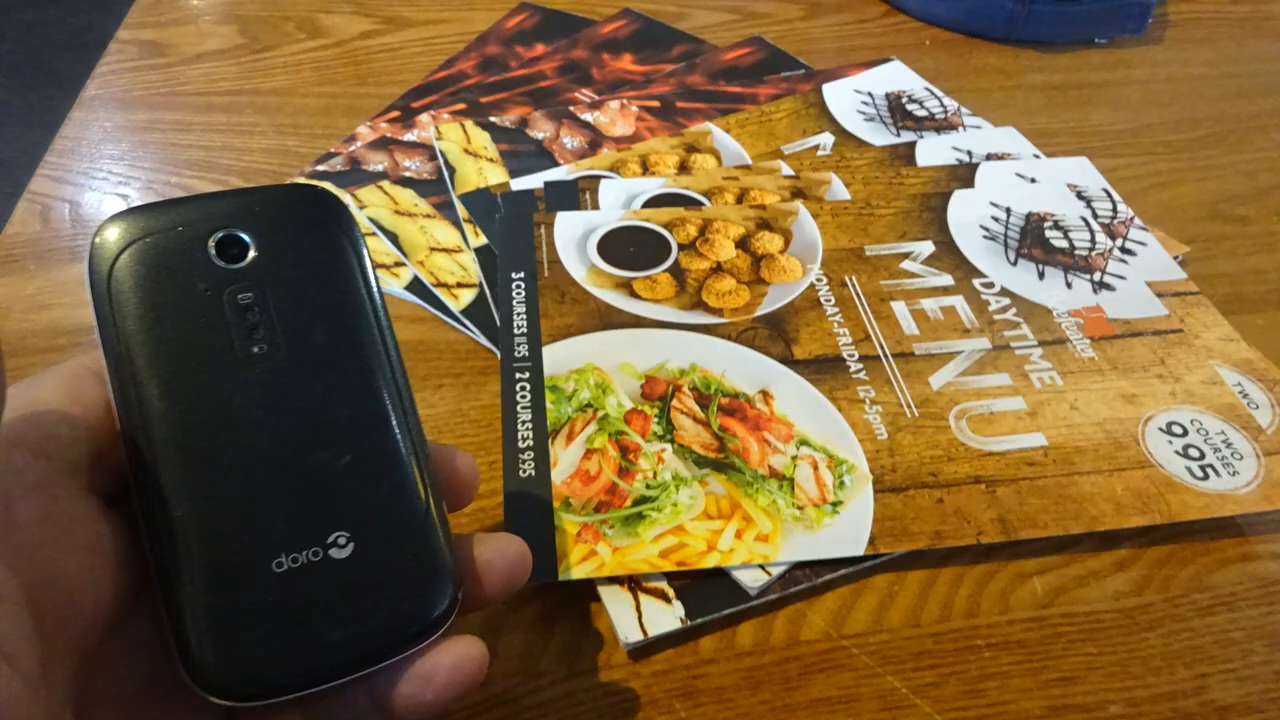 doro
3 COURSES 11.95 | 2 COURSES 9.95
Beefeater
DAYTIME
MENU
MONDAY-FRIDAY 12-5pm
TWO
TWO
COURSES
9.95